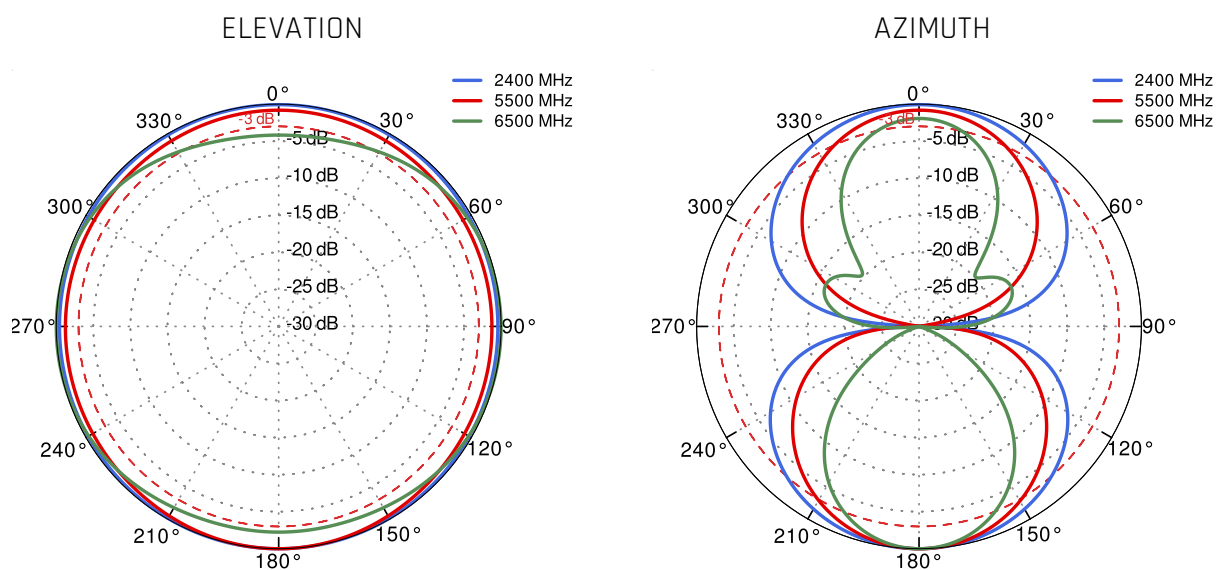 ELEVATION
2400 MHz
5500 MHz
6500 MHz
0°
330°
-3 dB
30°
-5 dB
-10 dB
300°
60°
-15 dB
-20 dB
-25 dB
270°
-30 dB
90°
240°
120°
210°
150°
180°
AZIMUTH
2400 MHz
5500 MHz
6500 MHz
0°
330°
-3 dB
30°
-5 dB
-10 dB
300°
60°
-15 dB
-20 dB
-25 dB
270°
-30 dB
90°
240°
120°
210°
150°
180°